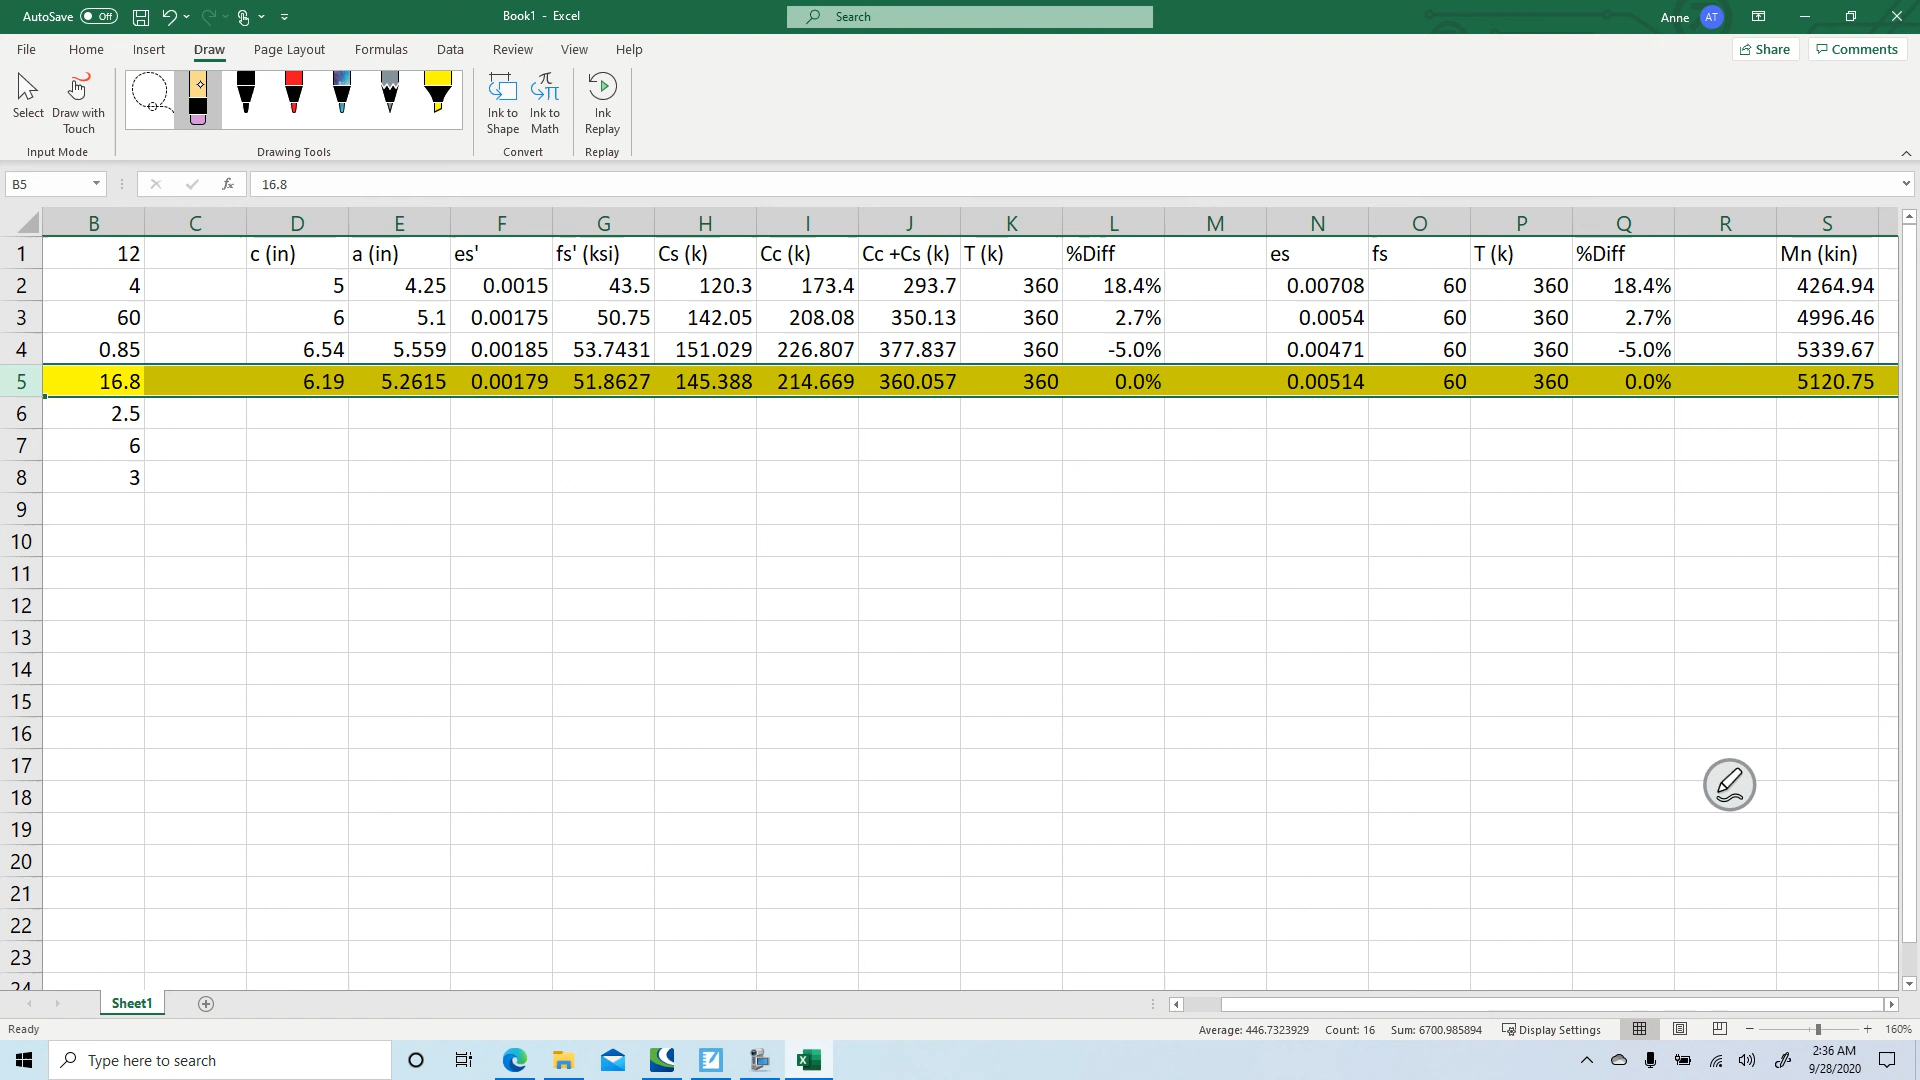 AutoSave Off Book1 - Excel Search Anne AT
File Home Insert Draw Page Layout Formulas Data Review View Help Share Comments
Select Draw with Touch Ink to Shape Ink to Math Ink Replay
Input Mode Drawing Tools Convert Replay
B5 fx 16.8
B C D E F G H I J K L M N O P Q R S
1 12 c (in) a (in) es' fs' (ksi) Cs (k) Cc (k) Cc +Cs (k) T (k) %Diff es fs T (k) %Diff Mn (kin)
2 4 5 4.25 0.0015 43.5 120.3 173.4 293.7 360 18.4% 0.00708 60 360 18.4% 4264.94
3 60 6 5.1 0.00175 50.75 142.05 208.08 350.13 360 2.7% 0.0054 60 360 2.7% 4996.46
4 0.85 6.54 5.559 0.00185 53.7431 151.029 226.807 377.837 360 -5.0% 0.00471 60 360 -5.0% 5339.67
5 16.8 6.19 5.2615 0.00179 51.8627 145.388 214.669 360.057 360 0.0% 0.00514 60 360 0.0% 5120.75
6 2.5
7 6
8 3
9
10
11
12
13
14
15
16
17
18
19
20
21
22
23
24
Sheet1
Ready Average: 446.7323929 Count: 16 Sum: 6700.985894 Display Settings 160%
Type here to search 2:36 AM
9/28/2020